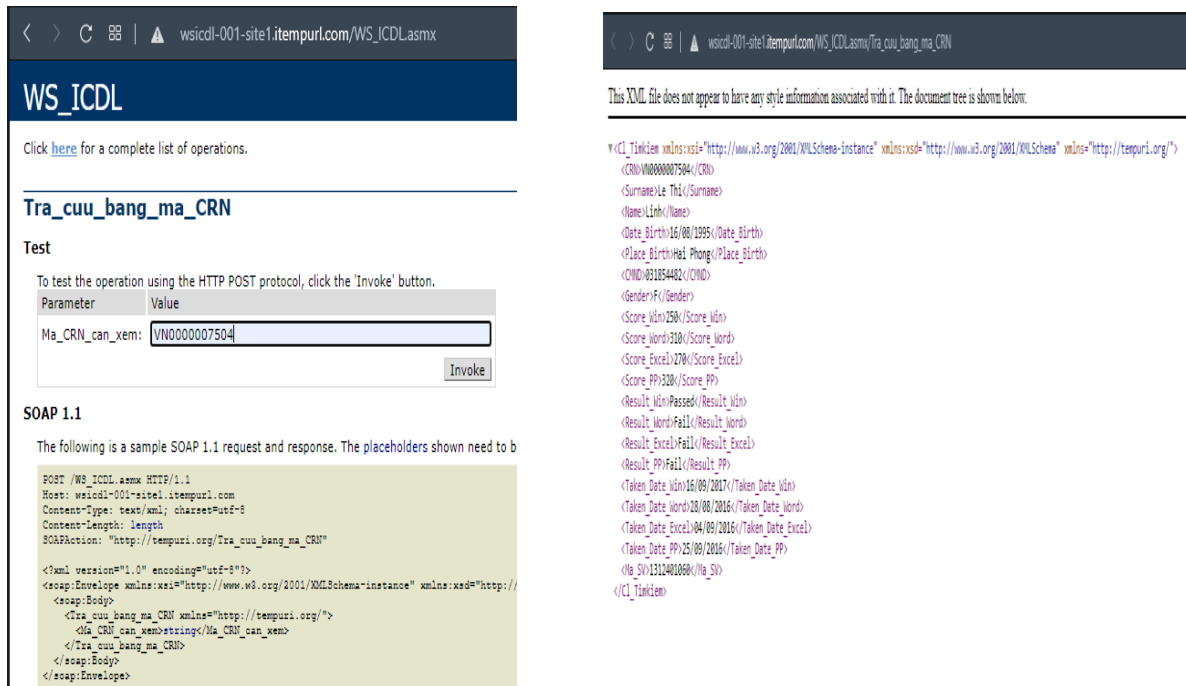 wsicdl-001-site1.itempurl.com/WS_ICDL.asmx
WS_ICDL
Click here for a complete list of operations.
Tra_cuu_bang_ma_CRN
Test
To test the operation using the HTTP POST protocol, click the 'Invoke' button.
Parameter Value
Ma_CRN_can_xem: VN0000007504
Invoke
SOAP 1.1
The following is a sample SOAP 1.1 request and response. The placeholders shown need to b
POST /WS_ICDL.asmx HTTP/1.1
Host: wsicdl-001-site1.itempurl.com
Content-Type: text/xml; charset=utf-8
Content-Length: length
SOAPAction: "http://tempuri.org/Tra_cuu_bang_ma_CRN"
<?xml version="1.0" encoding="utf-8"?>
<soap:Envelope xmlns:xsi="http://www.w3.org/2001/XMLSchema-instance" xmlns:xsd="http://
<soap:Body>
<Tra_cuu_bang_ma_CRN xmlns="http://tempuri.org/">
<Ma_CRN_can_xem>string</Ma_CRN_can_xem>
</Tra_cuu_bang_ma_CRN>
</soap:Body>
</soap:Envelope>
wsicdl-001-site1.itempurl.com/WS_ICDL.asmx/Tra_cuu_bang_ma_CRN
This XML file does not appear to have any style information associated with it. The document tree is shown below.
▼<Cl_Timkiem xmlns:xsi="http://www.w3.org/2001/XMLSchema-instance" xmlns:xsd="http://www.w3.org/2001/XMLSchema" xmlns="http://tempuri.org/">
<CRN>VN0000007504</CRN>
<Surname>Le Thi</Surname>
<Name>Linh</Name>
<Date_Birth>16/08/1995</Date_Birth>
<Place_Birth>Hai Phong</Place_Birth>
<CMND>031854482</CMND>
<Gender>F</Gender>
<Score_Win>250</Score_Win>
<Score_Word>310</Score_Word>
<Score_Excel>270</Score_Excel>
<Score_PP>320</Score_PP>
<Result_Win>Passed</Result_Win>
<Result_Word>Fail</Result_Word>
<Result_Excel>Fail</Result_Excel>
<Result_PP>Fail</Result_PP>
<Taken_Date_Win>16/09/2017</Taken_Date_Win>
<Taken_Date_Word>28/08/2016</Taken_Date_Word>
<Taken_Date_Excel>04/09/2016</Taken_Date_Excel>
<Taken_Date_PP>25/09/2016</Taken_Date_PP>
<Ma_SV>1312401060</Ma_SV>
</Cl_Timkiem>